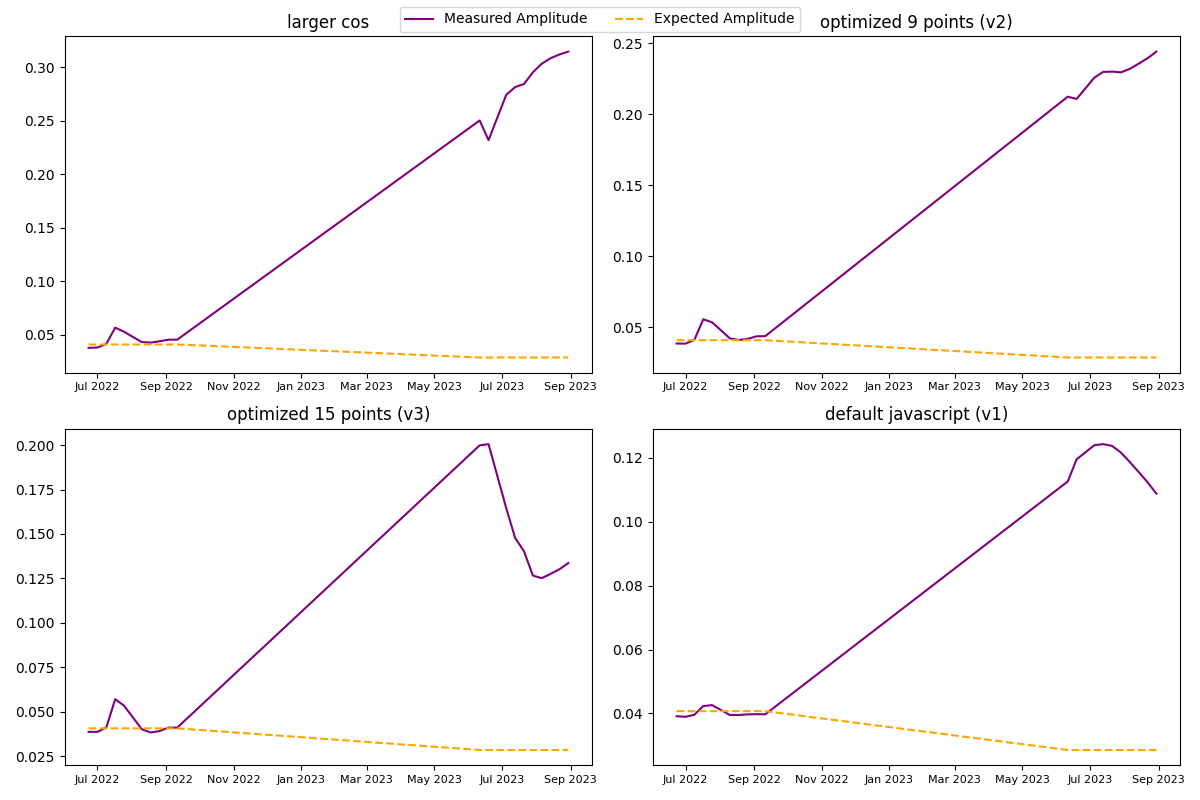 Measured Amplitude Expected Amplitude
larger cos
0.30
0.25
0.20
0.15
0.10
0.05
Jul 2022 Sep 2022 Nov 2022 Jan 2023 Mar 2023 May 2023 Jul 2023 Sep 2023
optimized 9 points (v2)
0.25
0.20
0.15
0.10
0.05
Jul 2022 Sep 2022 Nov 2022 Jan 2023 Mar 2023 May 2023 Jul 2023 Sep 2023
optimized 15 points (v3)
0.200
0.175
0.150
0.125
0.100
0.075
0.050
0.025
Jul 2022 Sep 2022 Nov 2022 Jan 2023 Mar 2023 May 2023 Jul 2023 Sep 2023
default javascript (v1)
0.12
0.10
0.08
0.06
0.04
Jul 2022 Sep 2022 Nov 2022 Jan 2023 Mar 2023 May 2023 Jul 2023 Sep 2023